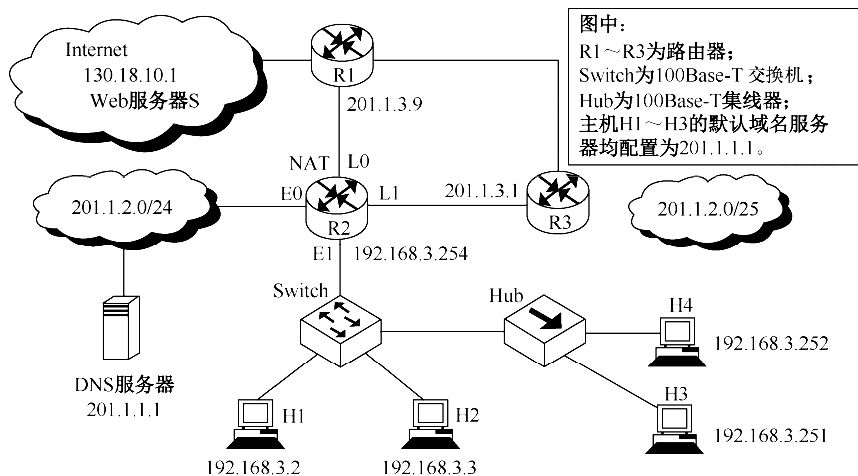 Internet
130.18.10.1
Web服务器S
R1
201.1.3.9
图中:
R1～R3为路由器;
Switch为100Base-T 交换机;
Hub为100Base-T集线器;
主机H1～H3的默认域名服务
器均配置为201.1.1.1。
NAT
L0
201.1.2.0/24
E0
L1
R2
201.1.3.1
R3
201.1.2.0/25
E1
192.168.3.254
Switch
Hub
H4
192.168.3.252
DNS服务器
201.1.1.1
H1
192.168.3.2
H2
192.168.3.3
H3
192.168.3.251